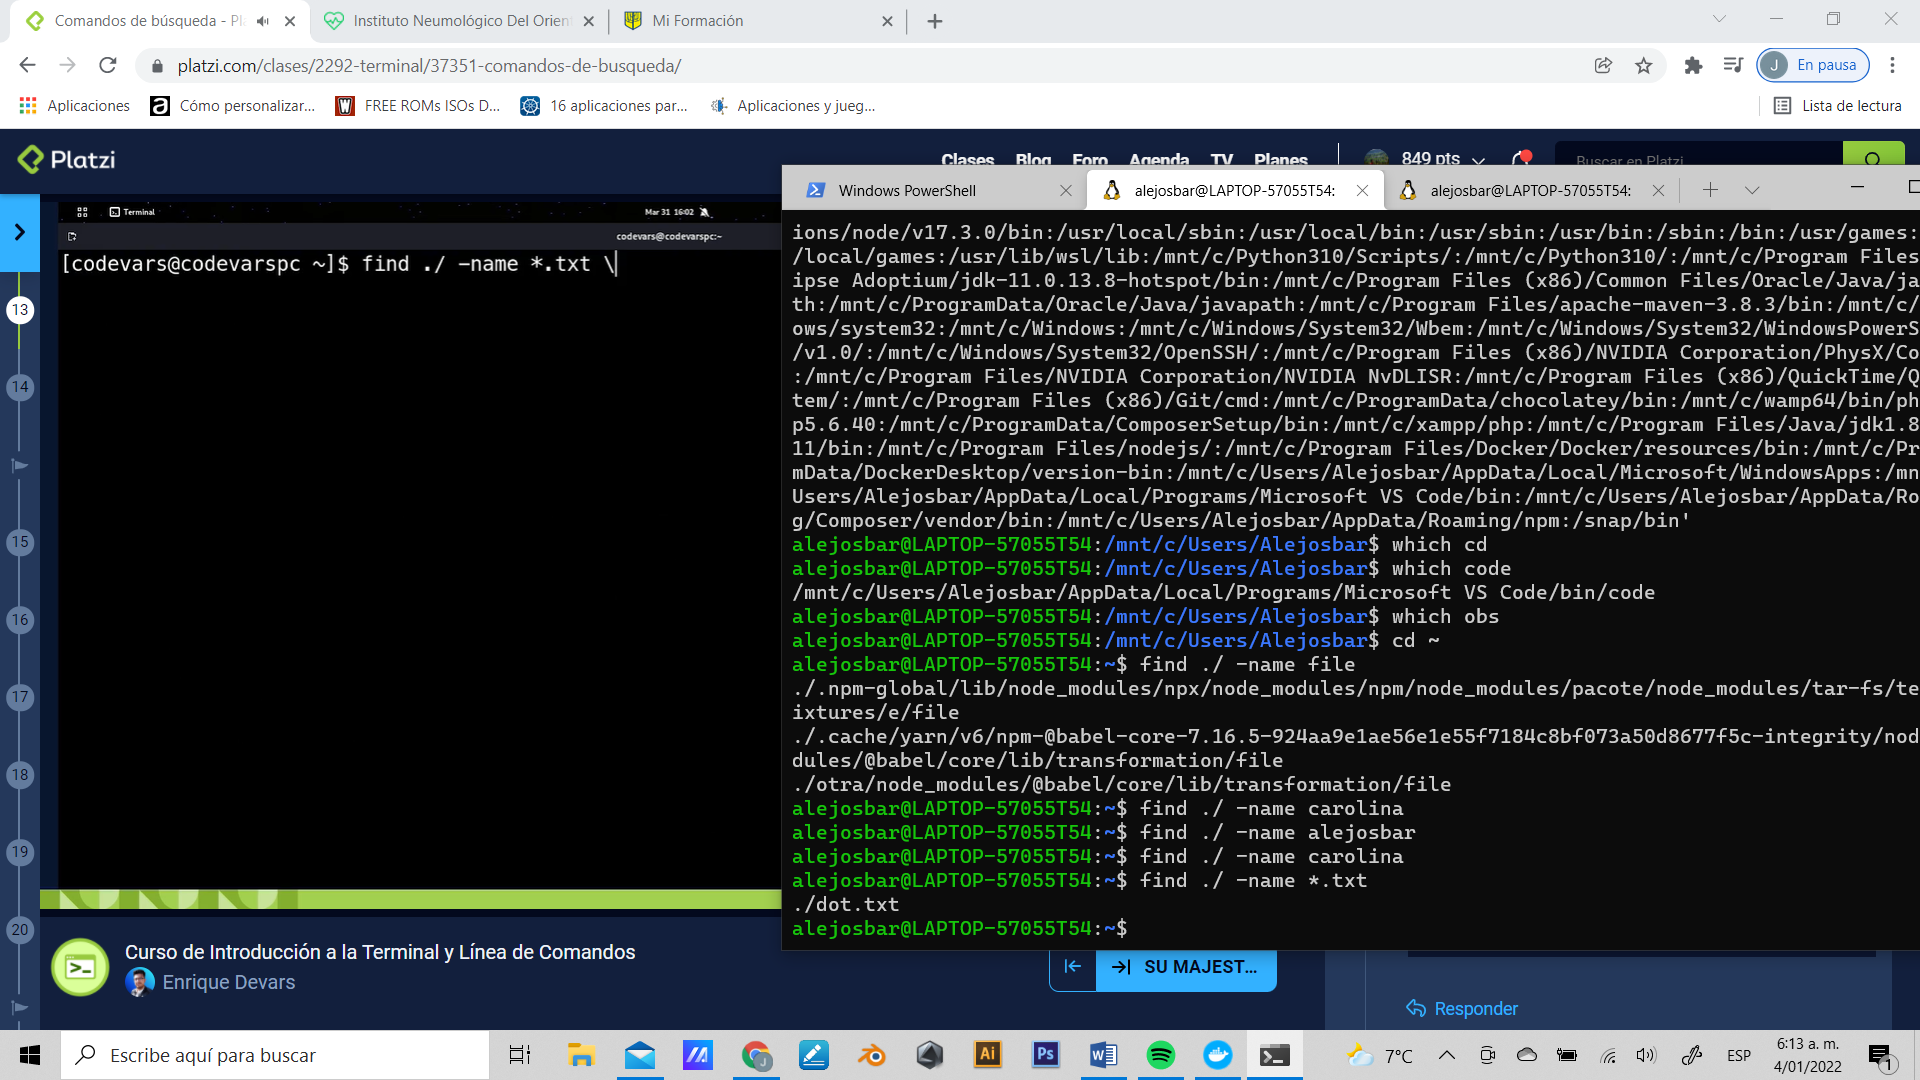 Comandos de búsqueda - Pla
Instituto Neumológico Del Orien
Mi Formación
platzi.com/clases/2292-terminal/37351-comandos-de-busqueda/
J En pausa
Aplicaciones
Cómo personalizar...
FREE ROMs ISOs D...
16 aplicaciones par...
Aplicaciones y jueg...
Lista de lectura
Platzi
Clases Blog Foro Agenda TV Planes
849 pts
Buscar en Platzi
Windows PowerShell
alejosbar@LAPTOP-57055T54:
alejosbar@LAPTOP-57055T54:
Terminal
Mar 31 16:02
codevars@codevarspc:~
[codevars@codevarspc ~]$ find ./ -name *.txt \
13
14
15
16
17
18
19
20
ions/node/v17.3.0/bin:/usr/local/sbin:/usr/local/bin:/usr/sbin:/usr/bin:/sbin:/bin:/usr/games:
/local/games:/usr/lib/wsl/lib:/mnt/c/Python310/Scripts/:/mnt/c/Python310/:/mnt/c/Program Files
ipse Adoptium/jdk-11.0.13.8-hotspot/bin:/mnt/c/Program Files (x86)/Common Files/Oracle/Java/ja
th:/mnt/c/ProgramData/Oracle/Java/javapath:/mnt/c/Program Files/apache-maven-3.8.3/bin:/mnt/c/
ows/system32:/mnt/c/Windows:/mnt/c/Windows/System32/Wbem:/mnt/c/Windows/System32/WindowsPowerS
/v1.0/:/mnt/c/Windows/System32/OpenSSH/:/mnt/c/Program Files (x86)/NVIDIA Corporation/PhysX/Co
:/mnt/c/Program Files/NVIDIA Corporation/NVIDIA NvDLISR:/mnt/c/Program Files (x86)/QuickTime/Q
tem/:/mnt/c/Program Files (x86)/Git/cmd:/mnt/c/ProgramData/chocolatey/bin:/mnt/c/wamp64/bin/ph
p5.6.40:/mnt/c/ProgramData/ComposerSetup/bin:/mnt/c/xampp/php:/mnt/c/Program Files/Java/jdk1.8
11/bin:/mnt/c/Program Files/nodejs/:/mnt/c/Program Files/Docker/Docker/resources/bin:/mnt/c/Pr
mData/DockerDesktop/version-bin:/mnt/c/Users/Alejosbar/AppData/Local/Microsoft/WindowsApps:/mn
Users/Alejosbar/AppData/Local/Programs/Microsoft VS Code/bin:/mnt/c/Users/Alejosbar/AppData/Ro
g/Composer/vendor/bin:/mnt/c/Users/Alejosbar/AppData/Roaming/npm:/snap/bin'
alejosbar@LAPTOP-57055T54:/mnt/c/Users/Alejosbar$ which cd
alejosbar@LAPTOP-57055T54:/mnt/c/Users/Alejosbar$ which code
/mnt/c/Users/Alejosbar/AppData/Local/Programs/Microsoft VS Code/bin/code
alejosbar@LAPTOP-57055T54:/mnt/c/Users/Alejosbar$ which obs
alejosbar@LAPTOP-57055T54:/mnt/c/Users/Alejosbar$ cd ~
alejosbar@LAPTOP-57055T54:~$ find ./ -name file
./.npm-global/lib/node_modules/npx/node_modules/npm/node_modules/pacote/node_modules/tar-fs/te
ixtures/e/file
./.cache/yarn/v6/npm-@babel-core-7.16.5-924aa9e1ae56e1e55f7184c8bf073a50d8677f5c-integrity/nod
dules/@babel/core/lib/transformation/file
./otra/node_modules/@babel/core/lib/transformation/file
alejosbar@LAPTOP-57055T54:~$ find ./ -name carolina
alejosbar@LAPTOP-57055T54:~$ find ./ -name alejosbar
alejosbar@LAPTOP-57055T54:~$ find ./ -name carolina
alejosbar@LAPTOP-57055T54:~$ find ./ -name *.txt
./dot.txt
alejosbar@LAPTOP-57055T54:~$
Curso de Introducción a la Terminal y Línea de Comandos
Enrique Devars
SU MAJEST...
Responder
Escribe aquí para buscar
Ai
Ps
7°C
ESP
6:13 a. m.
4/01/2022
1